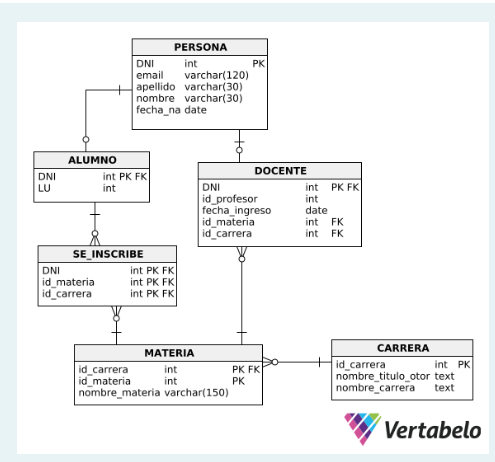 PERSONA
DNI int PK
email varchar(120)
apellido varchar(30)
nombre varchar(30)
fecha_na date
ALUMNO
DNI int PK FK
LU int
DOCENTE
DNI int PK FK
id_profesor int
fecha_ingreso date
id_materia int FK
id_carrera int FK
SE_INSCRIBE
DNI int PK FK
id_materia int PK FK
id_carrera int PK FK
MATERIA
id_carrera int PK FK
id_materia int PK
nombre_materia varchar(150)
CARRERA
id_carrera int PK
nombre_titulo_otor text
nombre_carrera text
Vertabelo